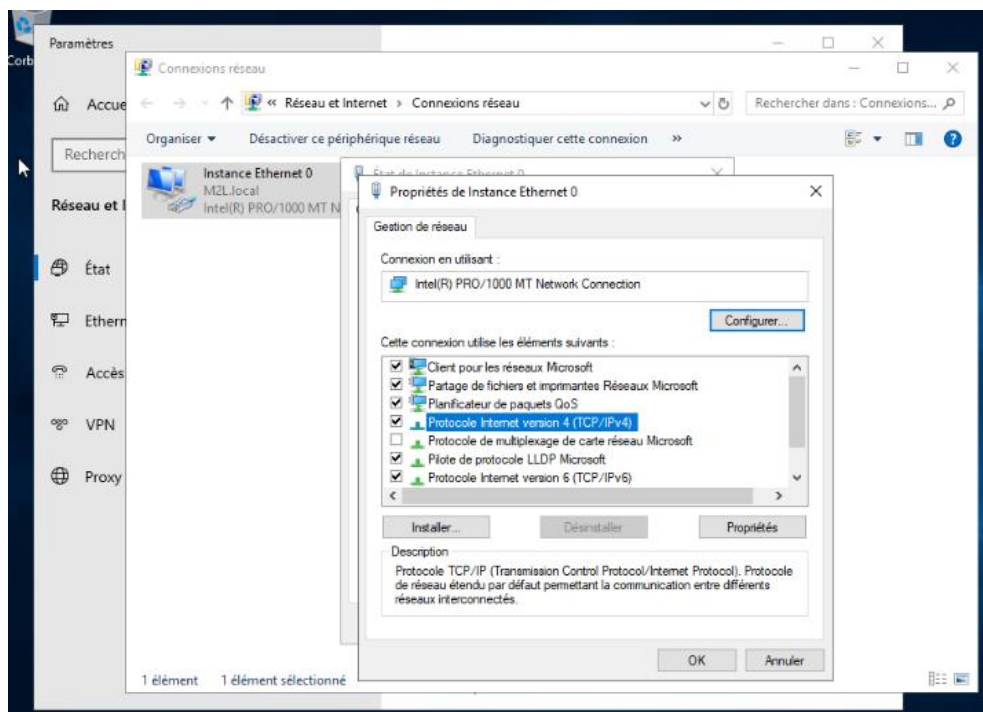 Corb
Paramètres
Connexions réseau
Accue
« Réseau et Internet › Connexions réseau
Rechercher dans : Connexions...
Organiser
Désactiver ce périphérique réseau
Diagnostiquer cette connexion
»
Recherch
Réseau et I
État
Ethern
Accès
VPN
Proxy
Instance Ethernet 0
M2L.local
Intel(R) PRO/1000 MT N
État de Instance Ethernet 0
Propriétés de Instance Ethernet 0
Gestion de réseau
Connexion en utilisant :
Intel(R) PRO/1000 MT Network Connection
Configurer...
Cette connexion utilise les éléments suivants :
Client pour les réseaux Microsoft
Partage de fichiers et imprimantes Réseaux Microsoft
Planificateur de paquets QoS
Protocole Internet version 4 (TCP/IPv4)
Protocole de multiplexage de carte réseau Microsoft
Pilote de protocole LLDP Microsoft
Protocole Internet version 6 (TCP/IPv6)
Installer...
Désinstaller
Propriétés
Description
Protocole TCP/IP (Transmission Control Protocol/Internet Protocol). Protocole
de réseau étendu par défaut permettant la communication entre différents
réseaux interconnectés.
OK
Annuler
1 élément
1 élément sélectionné